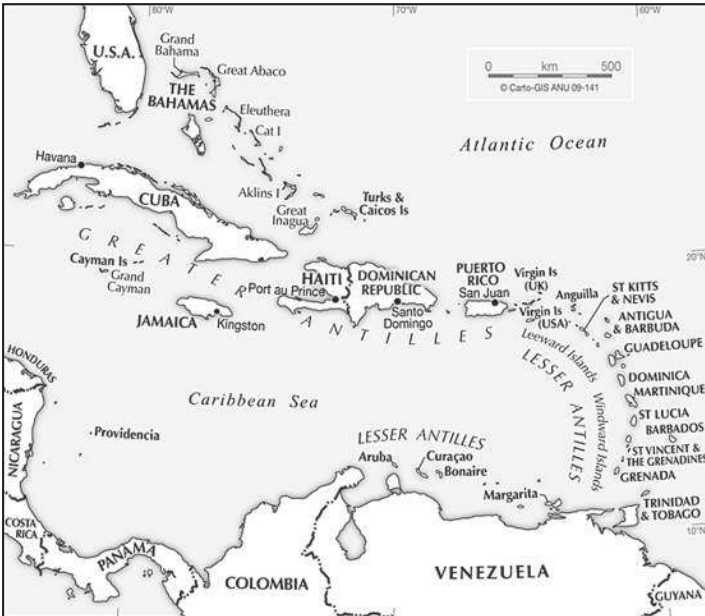 80°W
70°W
60°W
U.S.A.
Grand
Bahama
Great Abaco
THE
BAHAMAS
Eleuthera
Cat I
0 km 500
© Carto-GIS ANU 09-141
Atlantic Ocean
Havana
CUBA
Aklins I
Great
Inagua
Turks &
Caicos Is
20°N
GREATER ANTILLES
Cayman Is
Grand
Cayman
JAMAICA
Kingston
HAITI
Port au Prince
DOMINICAN
REPUBLIC
Santo
Domingo
PUERTO
RICO
San Juan
Virgin Is
(UK)
Virgin Is
(USA)
Anguilla
ST KITTS
& NEVIS
ANTIGUA
& BARBUDA
Leeward Islands
GUADELOUPE
LESSER ANTILLES
DOMINICA
MARTINIQUE
Windward Islands
ST LUCIA
BARBADOS
ST VINCENT &
THE GRENADINES
GRENADA
TRINIDAD
& TOBAGO
10°N
HONDURAS
NICARAGUA
Caribbean Sea
Providencia
LESSER ANTILLES
Aruba
Curaçao
Bonaire
Margarita
COSTA
RICA
PANAMA
COLOMBIA
VENEZUELA
GUYANA